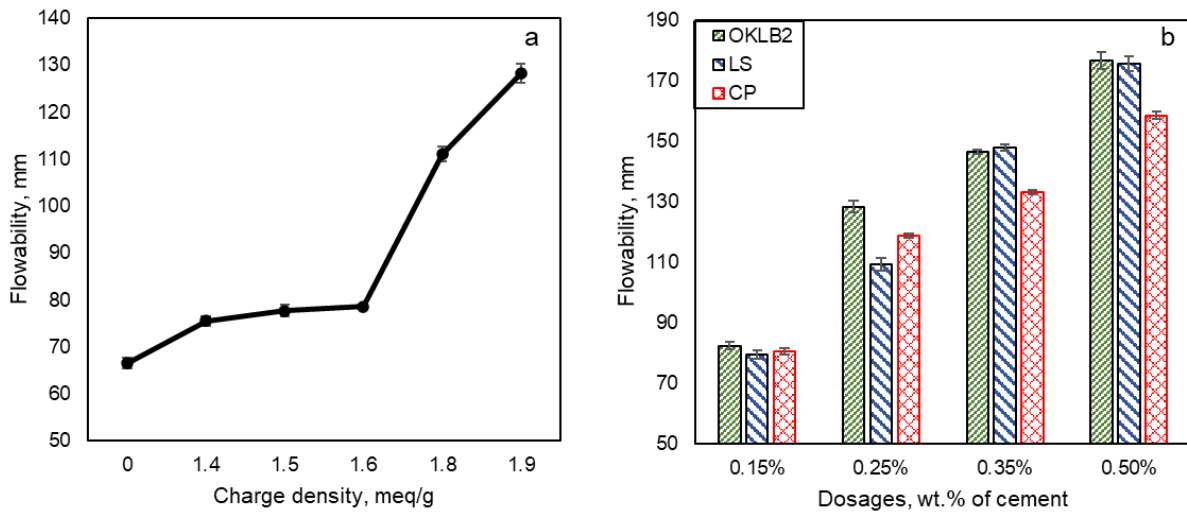 a
140
130
120
110
100
90
80
70
60
50
Flowability, mm
0 1.4 1.5 1.6 1.8 1.9
Charge density, meq/g
b
OKLB2
LS
CP
190
170
150
130
110
90
70
50
Flowability, mm
0.15% 0.25% 0.35% 0.50%
Dosages, wt.% of cement